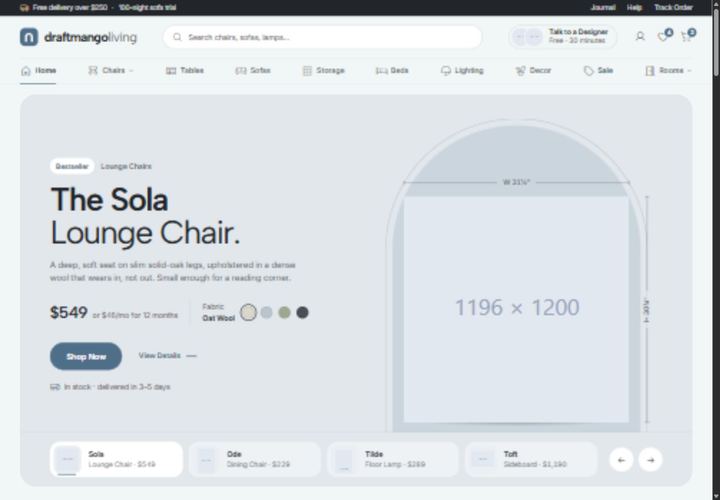 Free delivery over $250 · 100-night sofa trial
Journal Help Track Order
draftmangoliving
Search chairs, sofas, lamps...
Talk to a Designer
Free · 30 minutes
Home Chairs Tables Sofas Storage Beds Lighting Decor Sale Rooms
Bestseller Lounge Chairs
The Sola
Lounge Chair.
A deep, soft seat on slim solid-oak legs, upholstered in a dense
wool that wears in, not out. Small enough for a reading corner.
$549 or $46/mo for 12 months
Fabric
Oat Wool
Shop Now View Details
In stock · delivered in 3–5 days
W 31½"
1196 × 1200
Sola
Lounge Chair · $549
Ode
Dining Chair · $229
Tilde
Floor Lamp · $289
Toft
Sideboard · $1,190